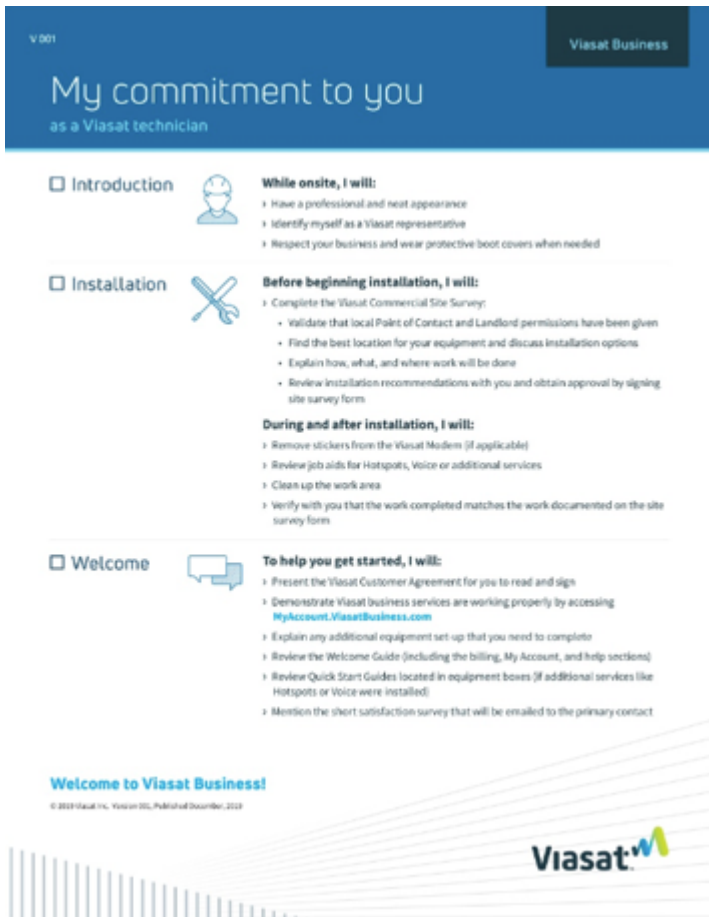 V 001
Viasat Business
My commitment to you
as a Viasat technician
Introduction
While onsite, I will:
› Have a professional and neat appearance
› Identify myself as a Viasat representative
› Respect your business and wear protective boot covers when needed
Installation
Before beginning installation, I will:
› Complete the Viasat Commercial Site Survey:
• Validate that local Point of Contact and Landlord permissions have been given
• Find the best location for your equipment and discuss installation options
• Explain how, what, and where work will be done
• Review installation recommendations with you and obtain approval by signing
site survey form
During and after installation, I will:
› Remove stickers from the Viasat Modem (if applicable)
› Review job aids for Hotspots, Voice or additional services
› Clean up the work area
› Verify with you that the work completed matches the work documented on the site
survey form
Welcome
To help you get started, I will:
› Present the Viasat Customer Agreement for you to read and sign
› Demonstrate Viasat business services are working properly by accessing
MyAccount.ViasatBusiness.com
› Explain any additional equipment set-up that you need to complete
› Review the Welcome Guide (including the billing, My Account, and help sections)
› Review Quick Start Guides located in equipment boxes (if additional services like
Hotspots or Voice were installed)
› Mention the short satisfaction survey that will be emailed to the primary contact
Welcome to Viasat Business!
© 2019 Viasat Inc. Version 001, Published December, 2019
Viasat